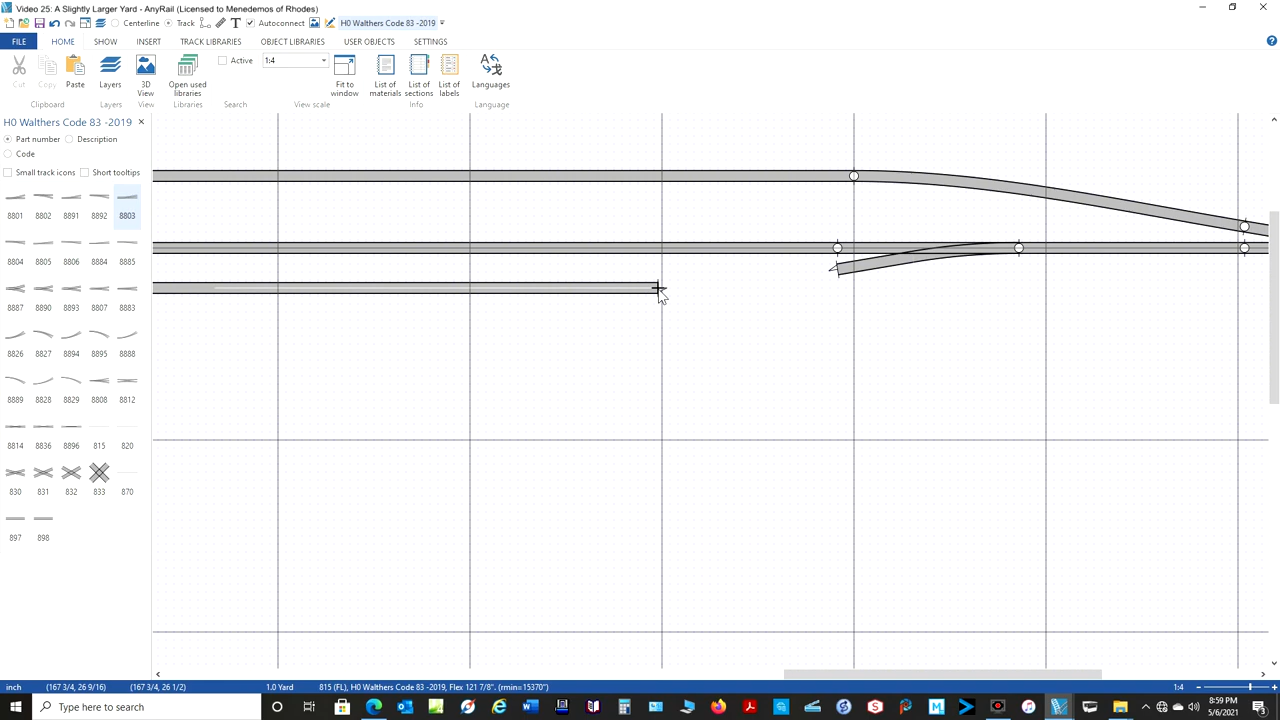 Video 25: A Slightly Larger Yard - AnyRail (Licensed to Menedemos of Rhodes)
Centerline Track Autoconnect H0 Walthers Code 83 -2019
FILE HOME SHOW INSERT TRACK LIBRARIES OBJECT LIBRARIES USER OBJECTS SETTINGS
Cut Copy Paste Layers 3D View Open used libraries Active 1:4 Fit to window List of materials List of sections List of labels Languages
Clipboard Layers View Libraries Search View scale Info Language
H0 Walthers Code 83 -2019
Part number Description
Code
Small track icons Short tooltips
8801 8802 8891 8892 8803
8804 8805 8806 8884 8885
8887 8890 8893 8807 8883
8826 8827 8894 8895 8888
8889 8828 8829 8808 8812
8814 8836 8896 815 820
830 831 832 833 870
897 898
inch (167 3/4, 26 9/16) (167 3/4, 26 1/2) 1.0 Yard 815 (FL), H0 Walthers Code 83 -2019, Flex 121 7/8". (rmin=15370") 1:4
Type here to search
8:59 PM
5/6/2021